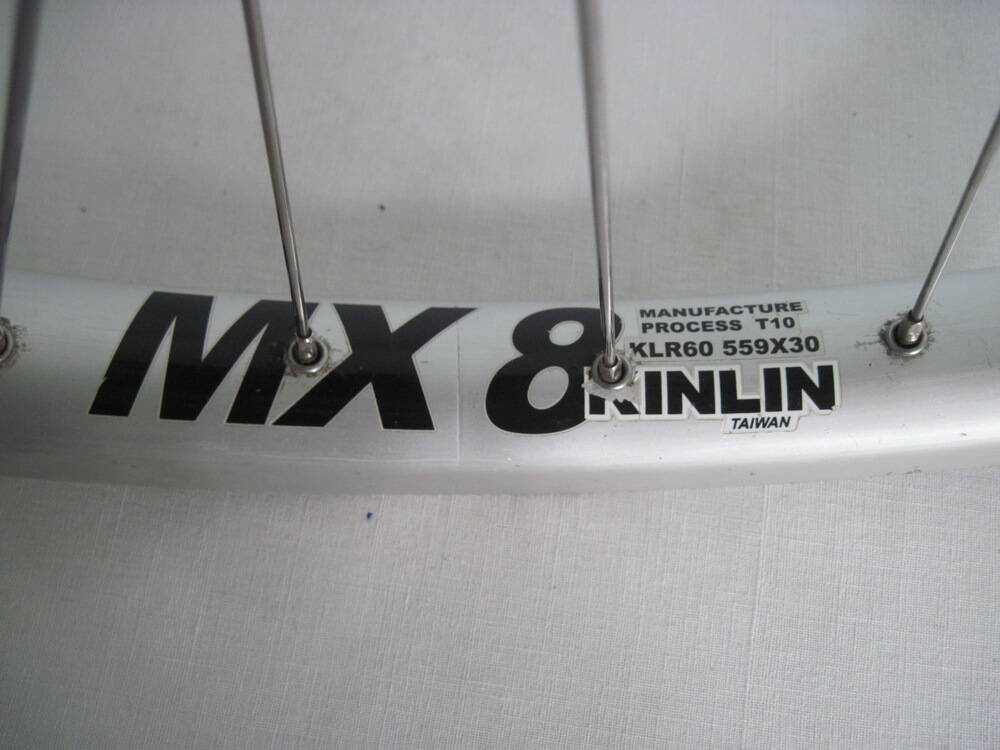 MX 8
MANUFACTURE
PROCESS T10
KLR60 559X30
KINLIN
TAIWAN